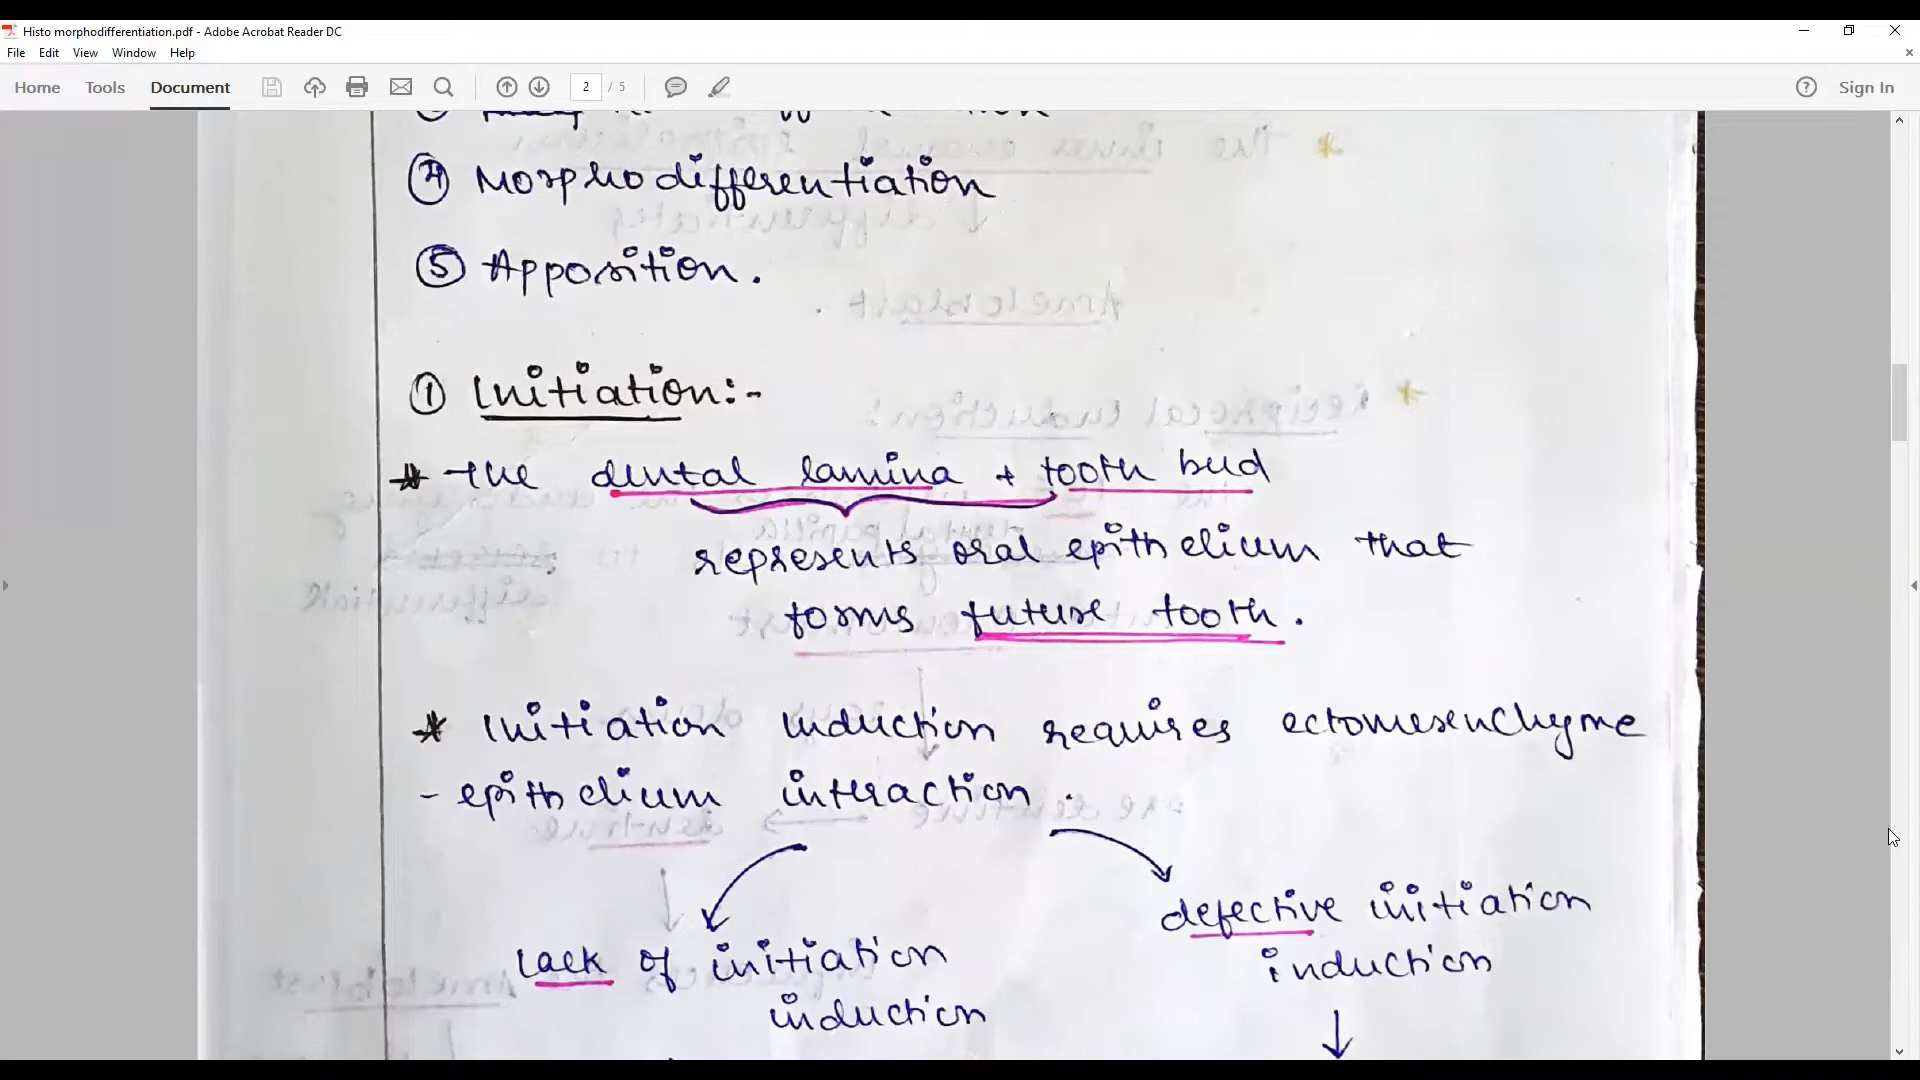 Histo morphodifferentiation.pdf - Adobe Acrobat Reader DC
File Edit View Window Help
Home Tools Document 2 / 5 Sign In
④ Morphodifferentiation
⑤ Apposition.
① Initiation:-
* The dental lamina + tooth bud
represents oral epithelium that
forms future tooth.
* Initiation induction requires ectomesenchyme
- epithelium interaction.
lack of initiation
induction
defective initiation
induction